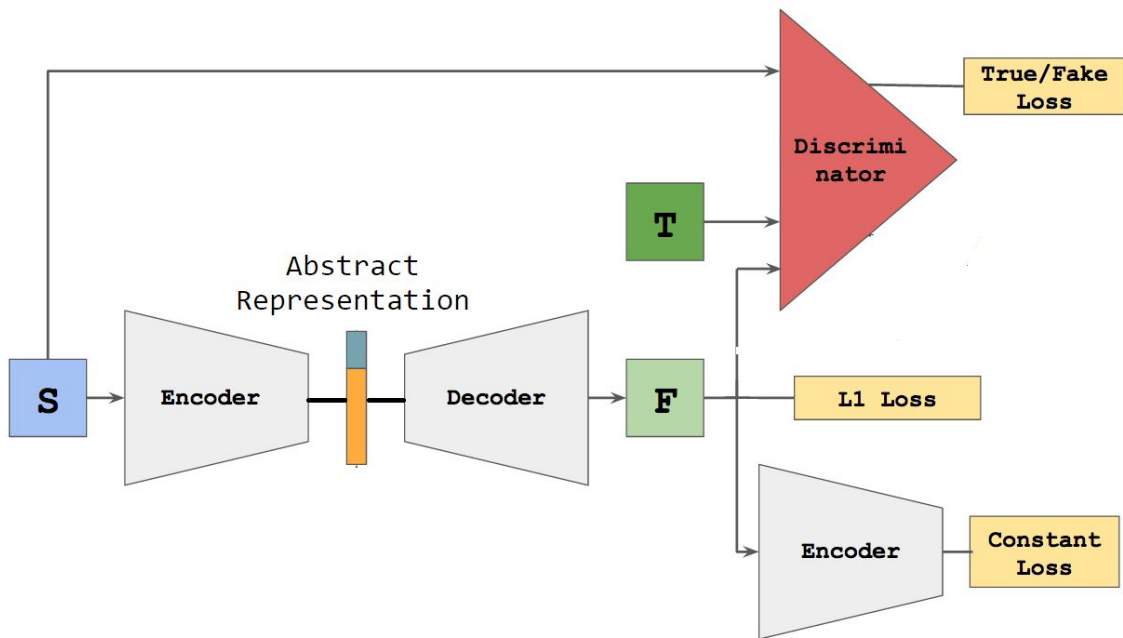 True/Fake
Loss
Discrimi
nator
T
Abstract
Representation
S
Encoder
Decoder
F
L1 Loss
Encoder
Constant
Loss